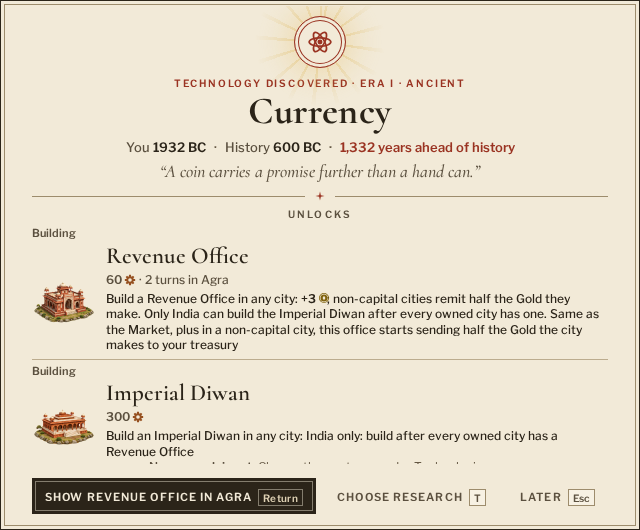 TECHNOLOGY DISCOVERED · ERA I · ANCIENT
Currency
You 1932 BC · History 600 BC · 1,332 years ahead of history
“A coin carries a promise further than a hand can.”
UNLOCKS
Building
Revenue Office
60 · 2 turns in Agra
Build a Revenue Office in any city: +3 non-capital cities remit half the Gold they
make. Only India can build the Imperial Diwan after every owned city has one. Same as
the Market, plus in a non-capital city, this office starts sending half the Gold the city
makes to your treasury
Building
Imperial Diwan
300
Build an Imperial Diwan in any city: India only: build after every owned city has a
Revenue Office
SHOW REVENUE OFFICE IN AGRA Return
CHOOSE RESEARCH T
LATER Esc